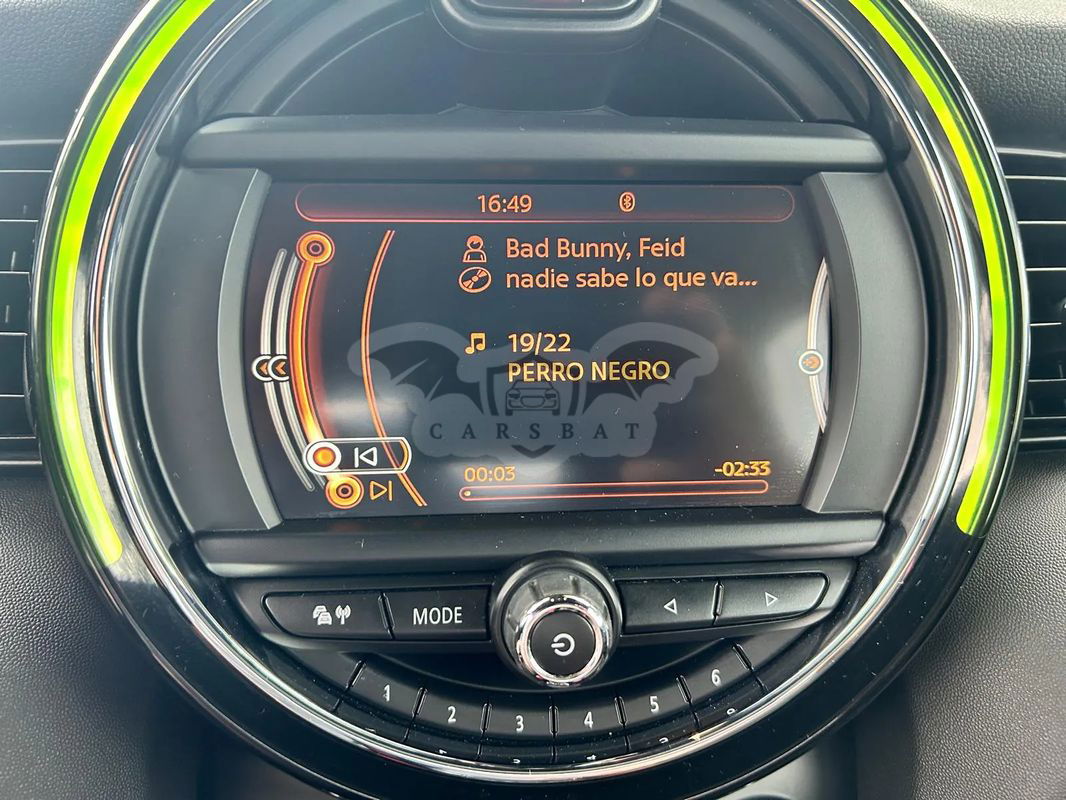 16:49
Bad Bunny, Feid
nadie sabe lo que va...
19/22
PERRO NEGRO
CARSBAT
00:03 -02:33
MODE
1 2 3 4 5 6